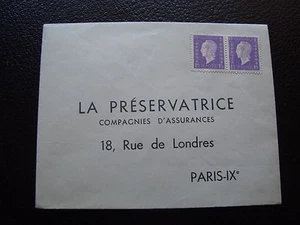 LA PRÉSERVATRICE
COMPAGNIES D'ASSURANCES
18, Rue de Londres
PARIS-IXe